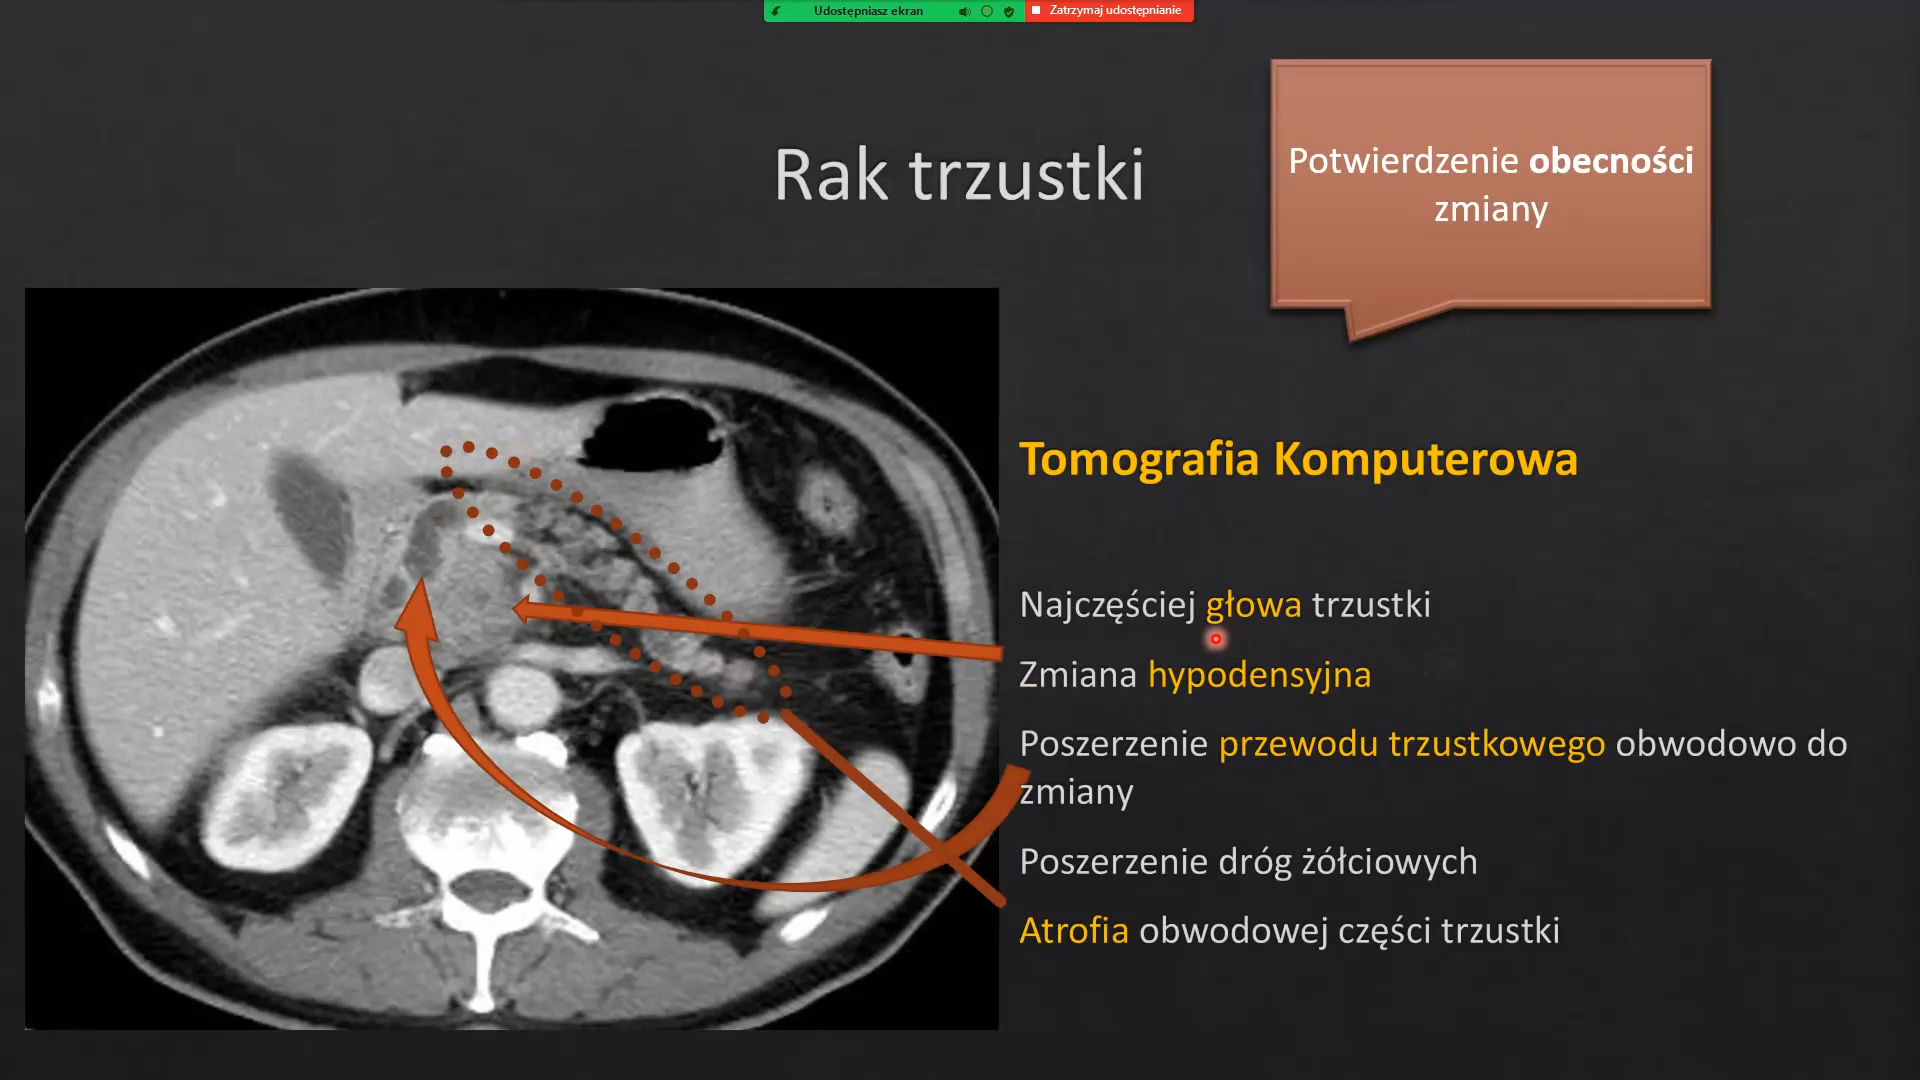 Udostępniasz ekran
Zatrzymaj udostępnianie
Rak trzustki
Potwierdzenie obecności
zmiany
Tomografia Komputerowa
Najczęściej głowa trzustki
Zmiana hypodensyjna
Poszerzenie przewodu trzustkowego obwodowo do
zmiany
Poszerzenie dróg żółciowych
Atrofia obwodowej części trzustki